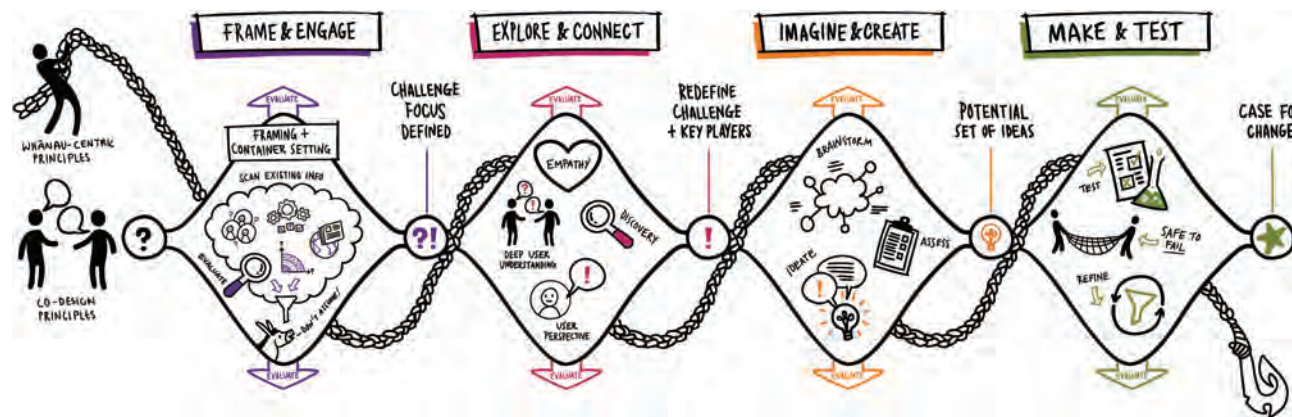 FRAME & ENGAGE
EXPLORE & CONNECT
IMAGINE & CREATE
MAKE & TEST
WHĀNAU-CENTRIC
PRINCIPLES
CO-DESIGN
PRINCIPLES
?
EVALUATE
FRAMING +
CONTAINER SETTING
SCAN EXISTING INFO
EVALUATE
DON'T ASSUME!
EVALUATE
CHALLENGE
FOCUS
DEFINED
?!
EVALUATE
EMPATHY
?
!
!
DEEP USER
UNDERSTANDING
DISCOVERY
!
USER
PERSPECTIVE
EVALUATE
REDEFINE
CHALLENGE
+ KEY PLAYERS
!
EVALUATE
BRAINSTORM
ASSESS
IDEATE
!
EVALUATE
POTENTIAL
SET OF IDEAS
EVALUATE
TEST
SAFE TO
FAIL
REFINE
EVALUATE
CASE FO
CHANGE